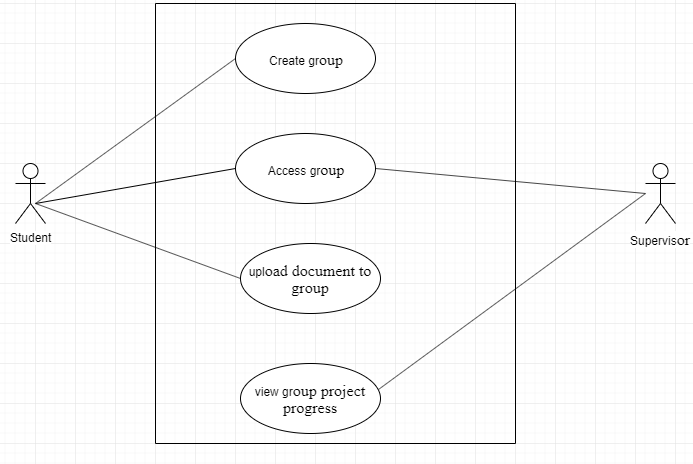 Create group
Access group
Student
Supervisor
upload document to
group
view group project
progress